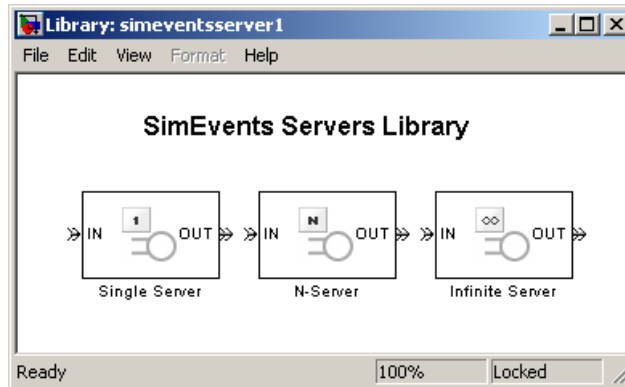 Library: simeventsserver1
File Edit View Format Help
SimEvents Servers Library
IN 1 OUT IN N OUT IN ∞ OUT
Single Server N-Server Infinite Server
Ready 100% Locked